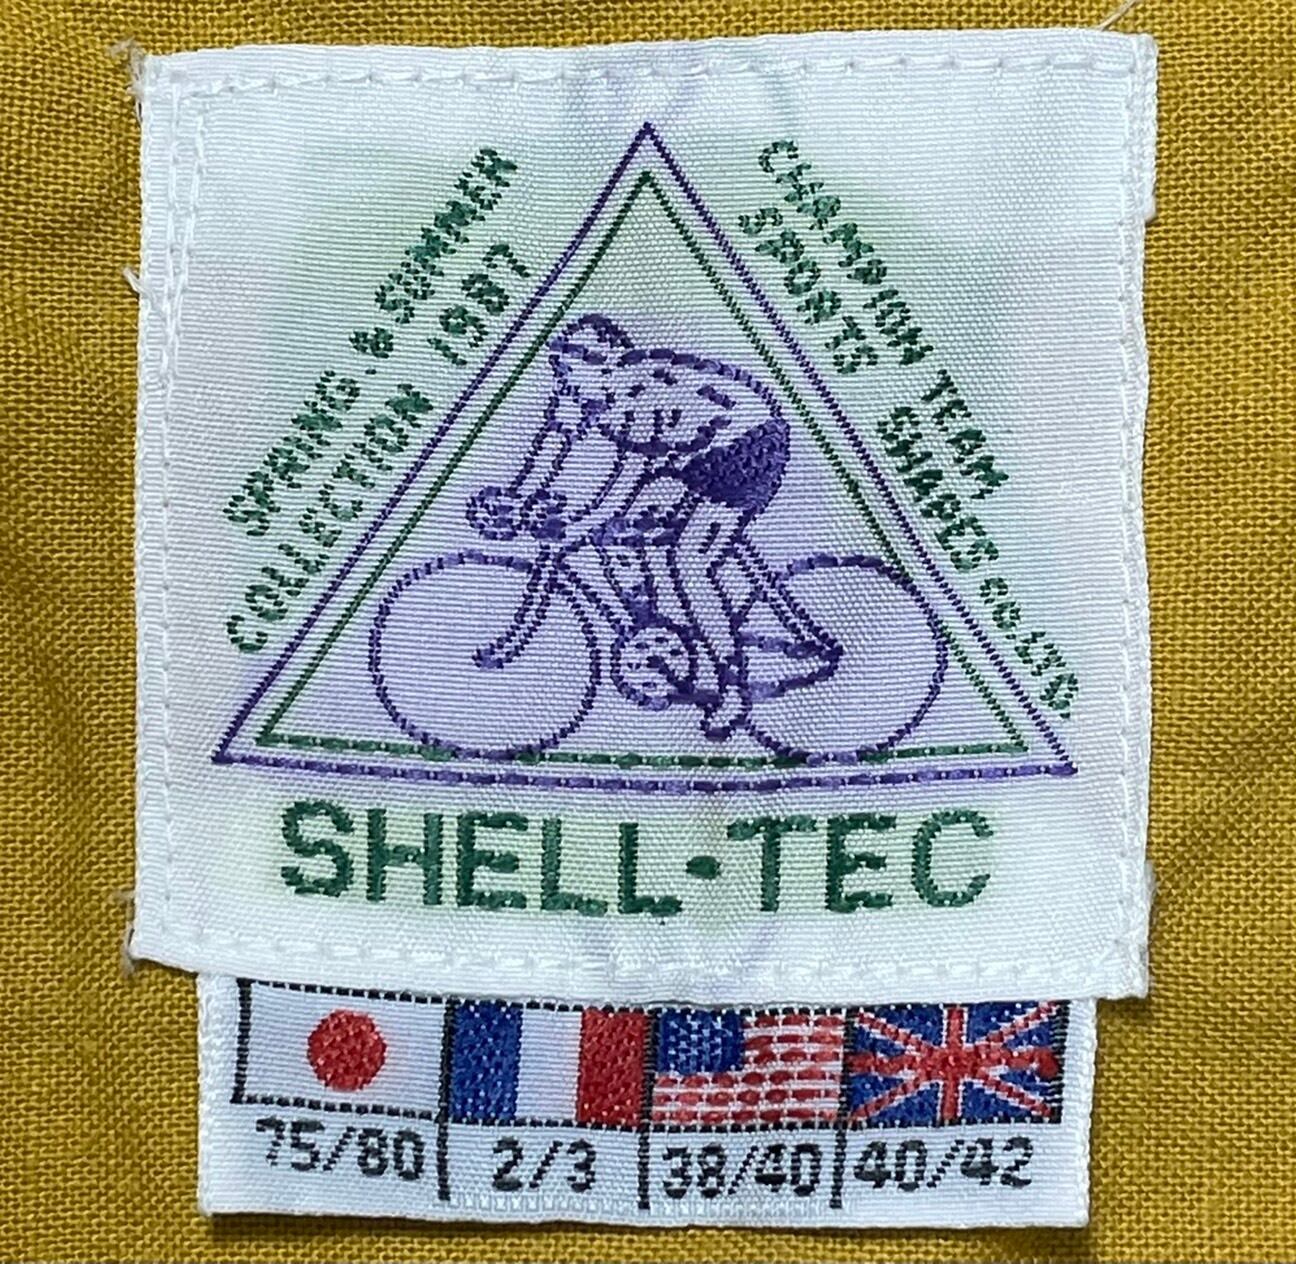 SPRING & SUMMER
COLLECTION 1987
CHAMPION TEAM
SPORTS SHAPES CO.LTD.
SHELL·TEC
75/80
2/3
38/40
40/42